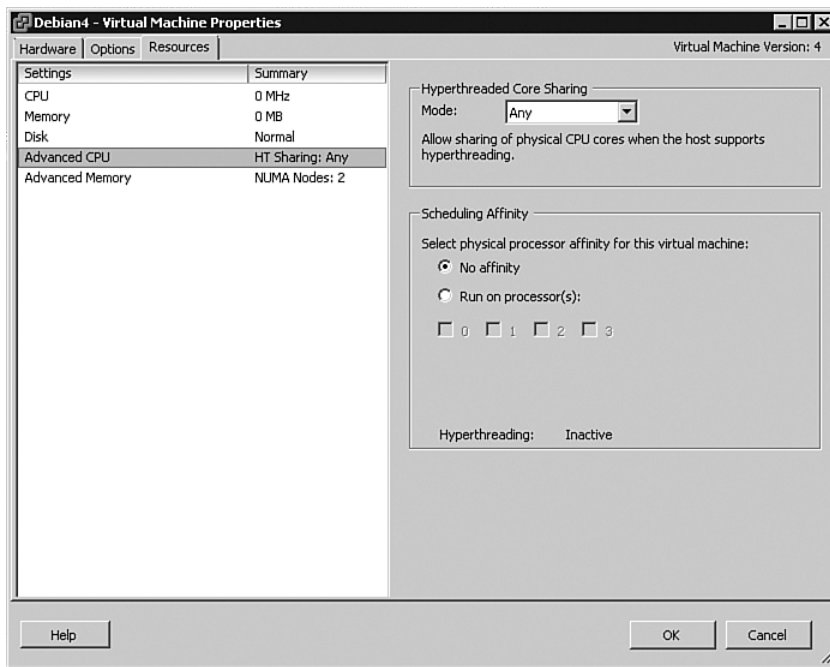 Debian4 - Virtual Machine Properties
Hardware Options Resources Virtual Machine Version: 4
Settings Summary
CPU 0 MHz
Memory 0 MB
Disk Normal
Advanced CPU HT Sharing: Any
Advanced Memory NUMA Nodes: 2
Hyperthreaded Core Sharing
Mode: Any
Allow sharing of physical CPU cores when the host supports
hyperthreading.
Scheduling Affinity
Select physical processor affinity for this virtual machine:
No affinity
Run on processor(s):
0 1 2 3
Hyperthreading: Inactive
Help OK Cancel